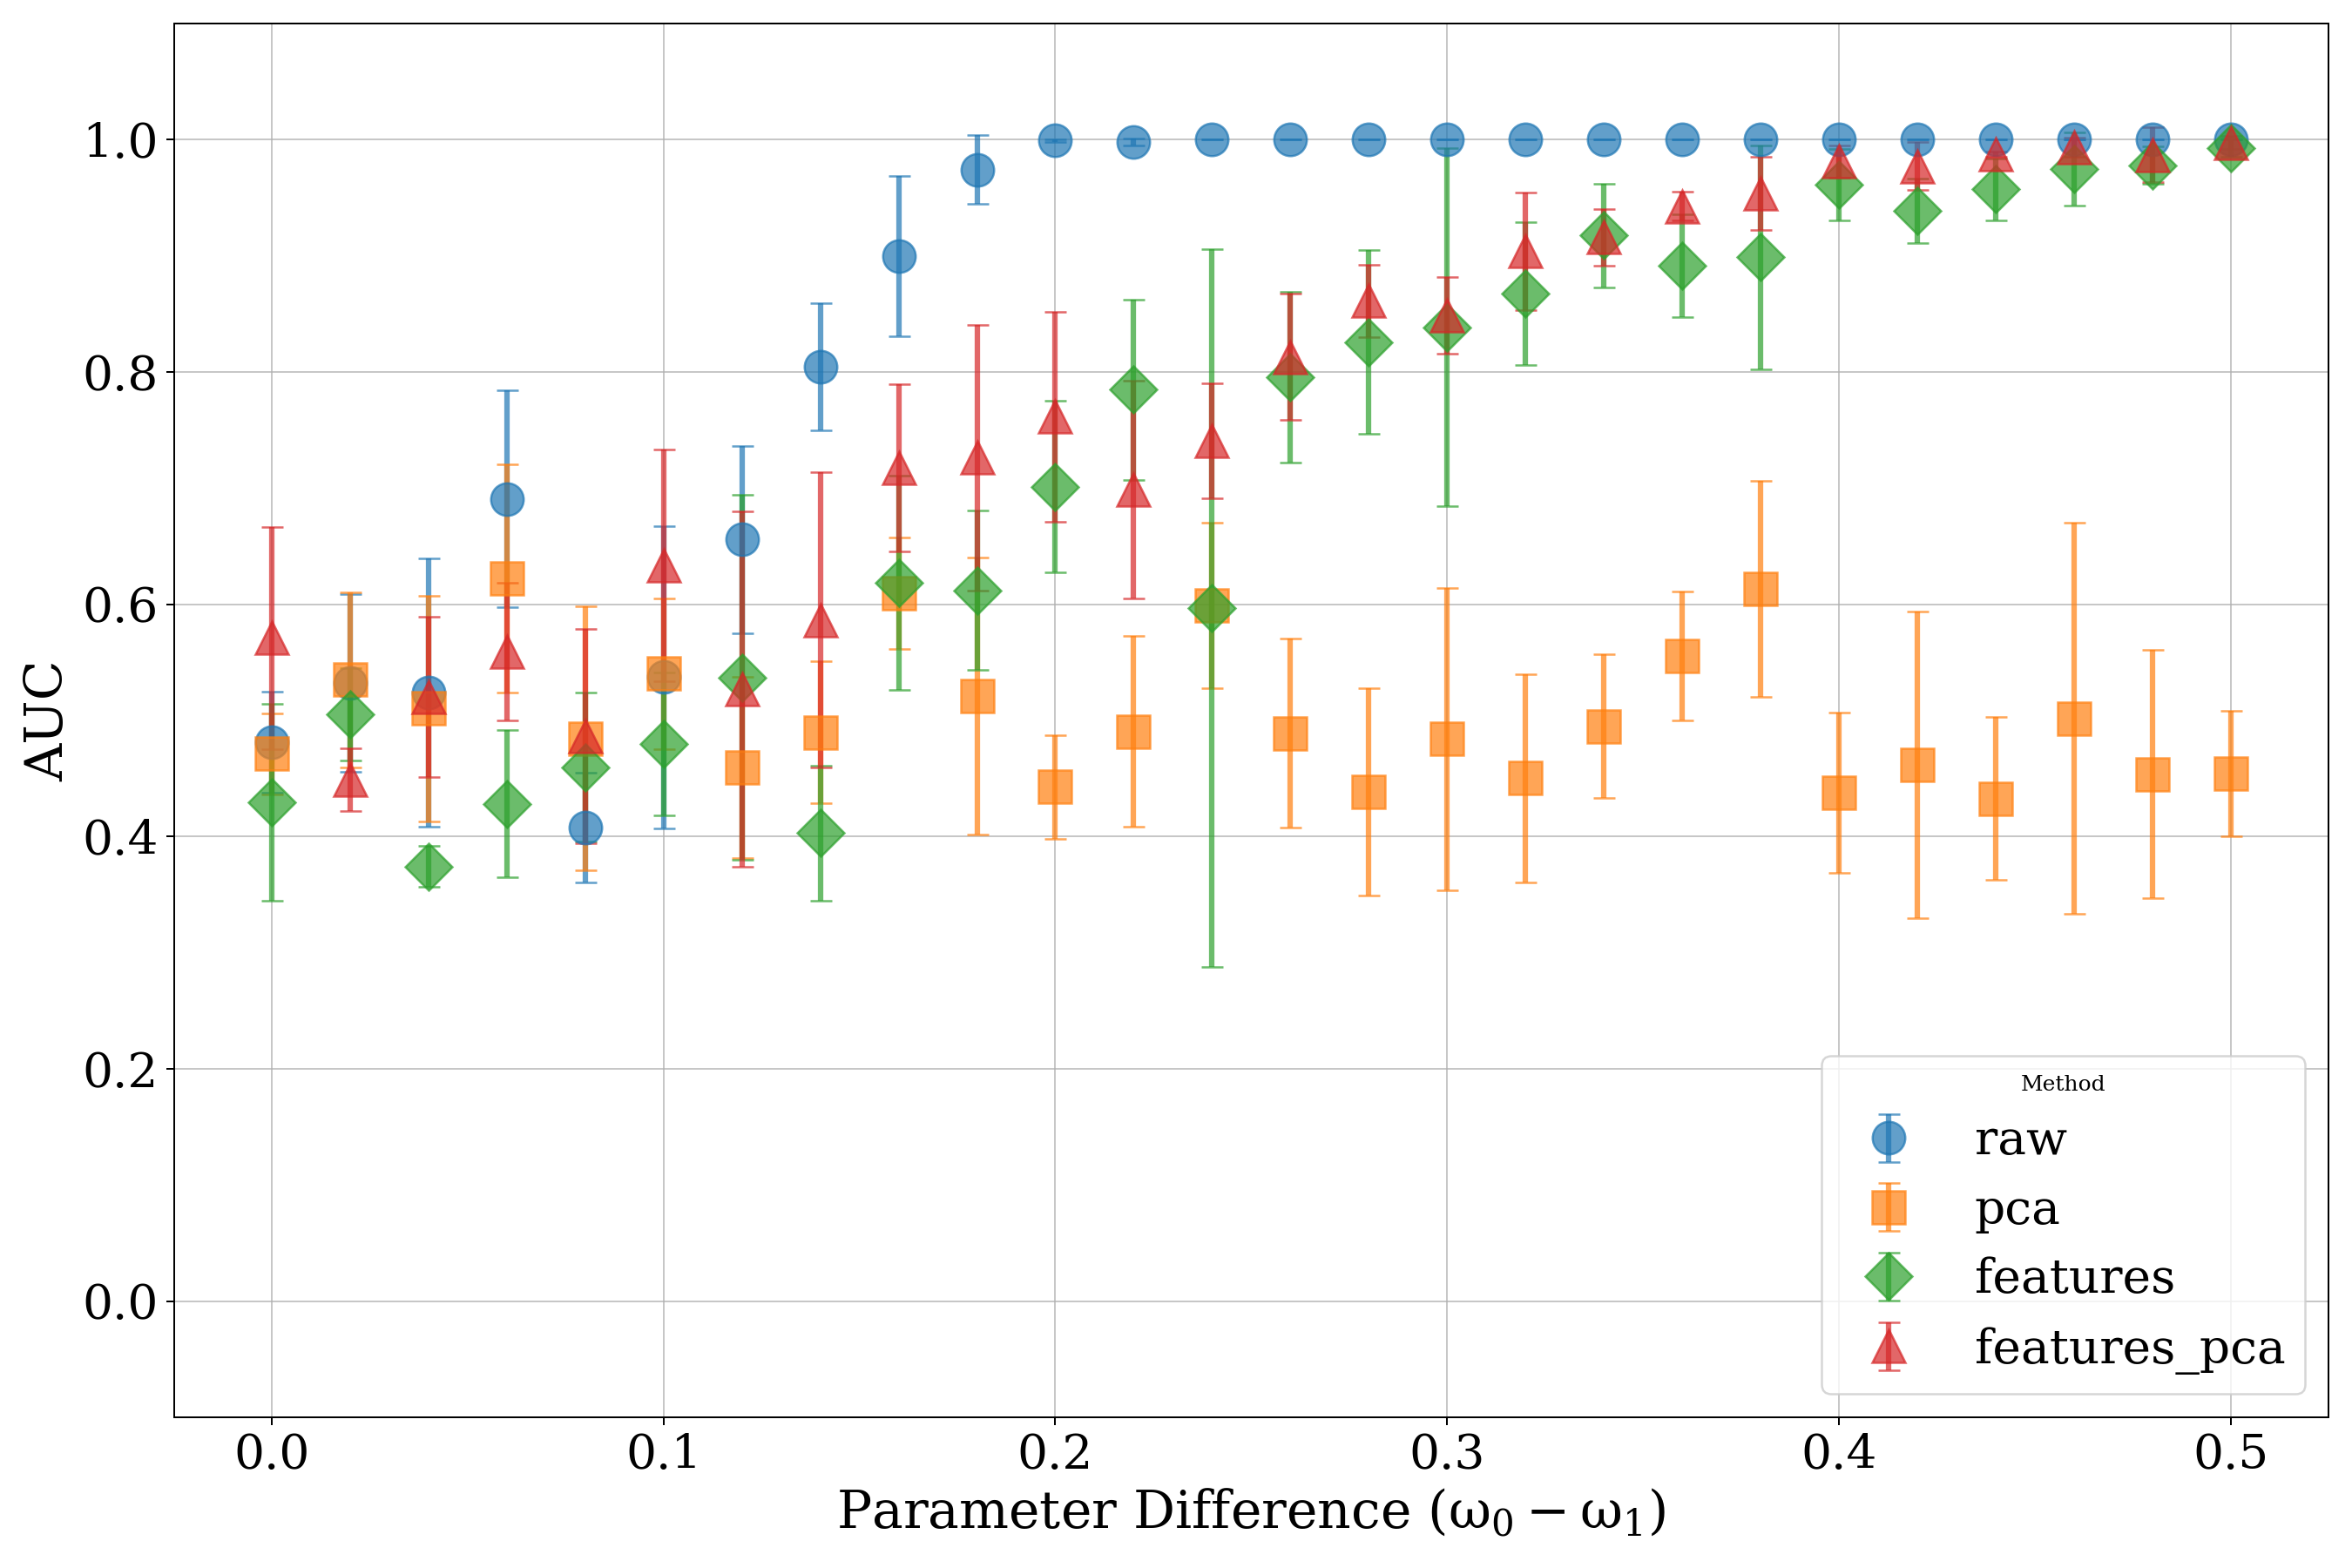 1.0
0.8
0.6
0.4
0.2
0.0
AUC
0.0 0.1 0.2 0.3 0.4 0.5
Parameter Difference (ω₀ − ω₁)
Method
raw
pca
features
features_pca